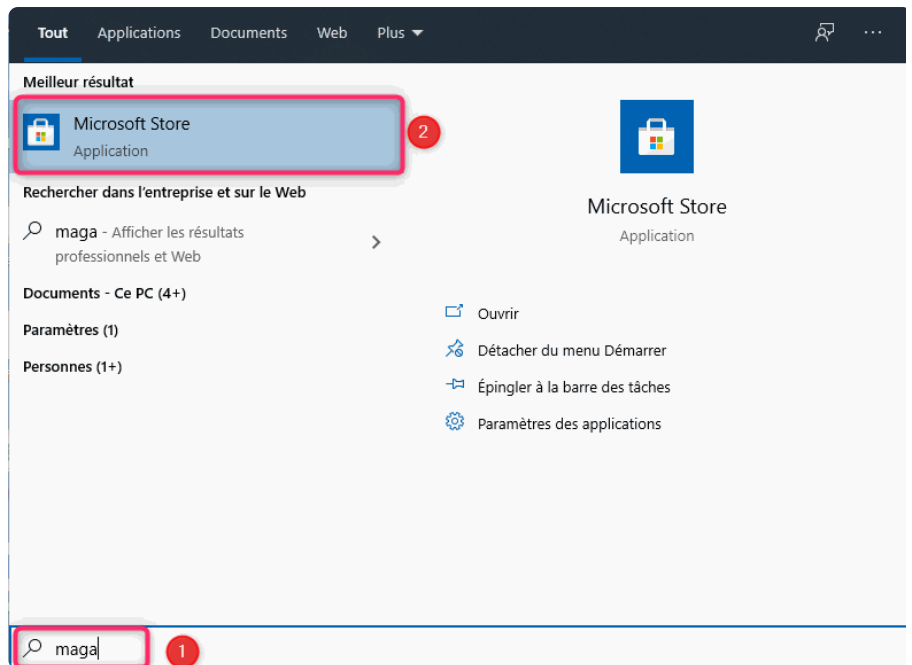 Tout Applications Documents Web Plus
Meilleur résultat
Microsoft Store
Application
2
Rechercher dans l'entreprise et sur le Web
maga - Afficher les résultats
professionnels et Web
Documents - Ce PC (4+)
Paramètres (1)
Personnes (1+)
Microsoft Store
Application
Ouvrir
Détacher du menu Démarrer
Épingler à la barre des tâches
Paramètres des applications
maga
1